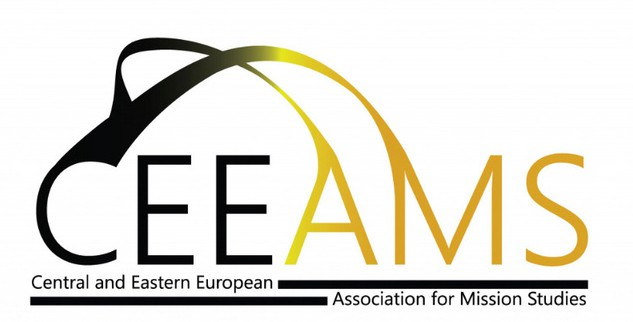 CEEAMS
Central and Eastern European
Association for Mission Studies